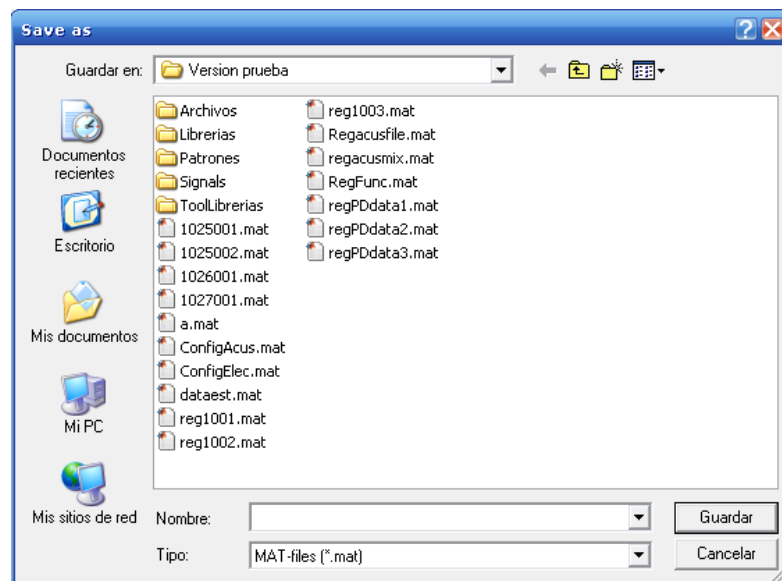 Save as
Guardar en: Version prueba
Documentos
recientes
Escritorio
Mis documentos
Mi PC
Mis sitios de red
Archivos
Librerias
Patrones
Signals
ToolLibrerias
1025001.mat
1025002.mat
1026001.mat
1027001.mat
a.mat
ConfigAcus.mat
ConfigElec.mat
dataest.mat
reg1001.mat
reg1002.mat
reg1003.mat
Regacusfile.mat
regacusmix.mat
RegFunc.mat
regPDdata1.mat
regPDdata2.mat
regPDdata3.mat
Nombre: Guardar
Tipo: MAT-files (*.mat) Cancelar